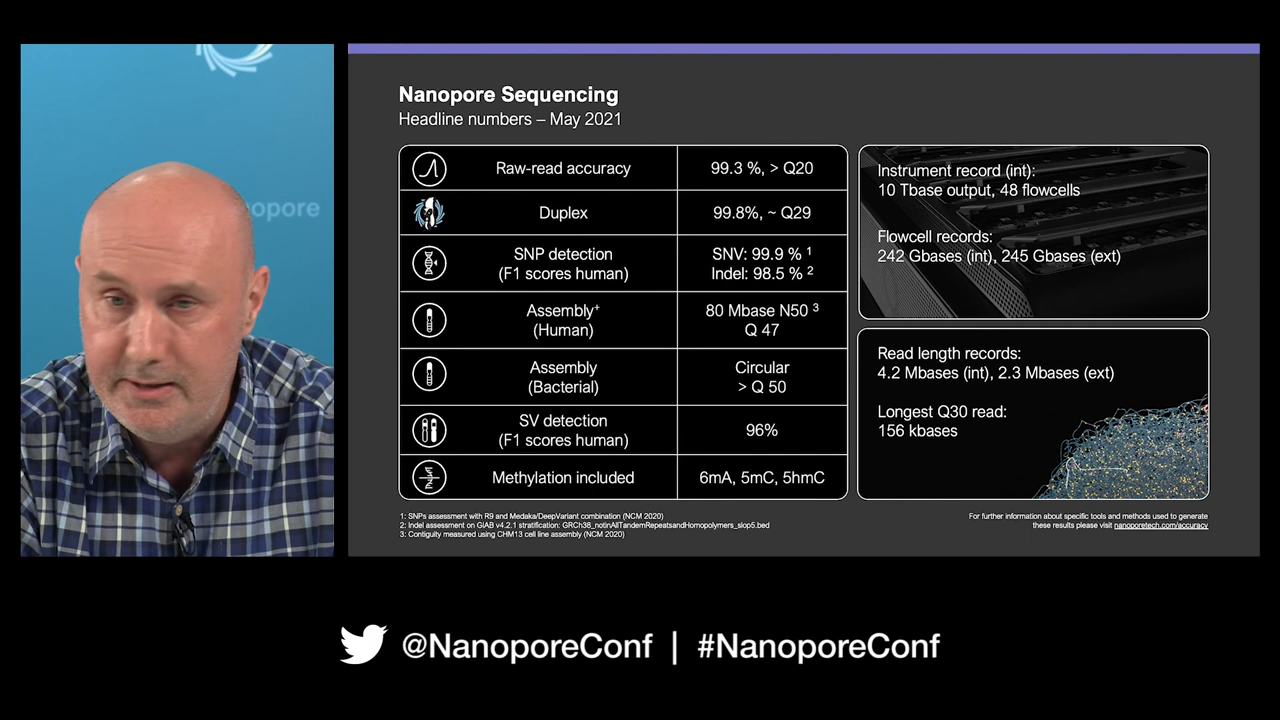 opore
Nanopore Sequencing
Headline numbers – May 2021
Raw-read accuracy
99.3 %, > Q20
Duplex
99.8%, ~ Q29
SNP detection
(F1 scores human)
SNV: 99.9 % ¹
Indel: 98.5 % ²
Assembly⁺
(Human)
80 Mbase N50 ³
Q 47
Assembly
(Bacterial)
Circular
> Q 50
SV detection
(F1 scores human)
96%
Methylation included
6mA, 5mC, 5hmC
1: SNPs assessment with R9 and Medaka/DeepVariant combination (NCM 2020)
2: Indel assessment on GIAB v4.2.1 stratification: GRCh38_notinAllTandemRepeatsandHomopolymers_slop5.bed
3: Contiguity measured using CHM13 cell line assembly (NCM 2020)
Instrument record (int):
10 Tbase output, 48 flowcells
Flowcell records:
242 Gbases (int), 245 Gbases (ext)
Read length records:
4.2 Mbases (int), 2.3 Mbases (ext)
Longest Q30 read:
156 kbases
For further information about specific tools and methods used to generate
these results please visit nanoporetech.com/accuracy
@NanoporeConf | #NanoporeConf